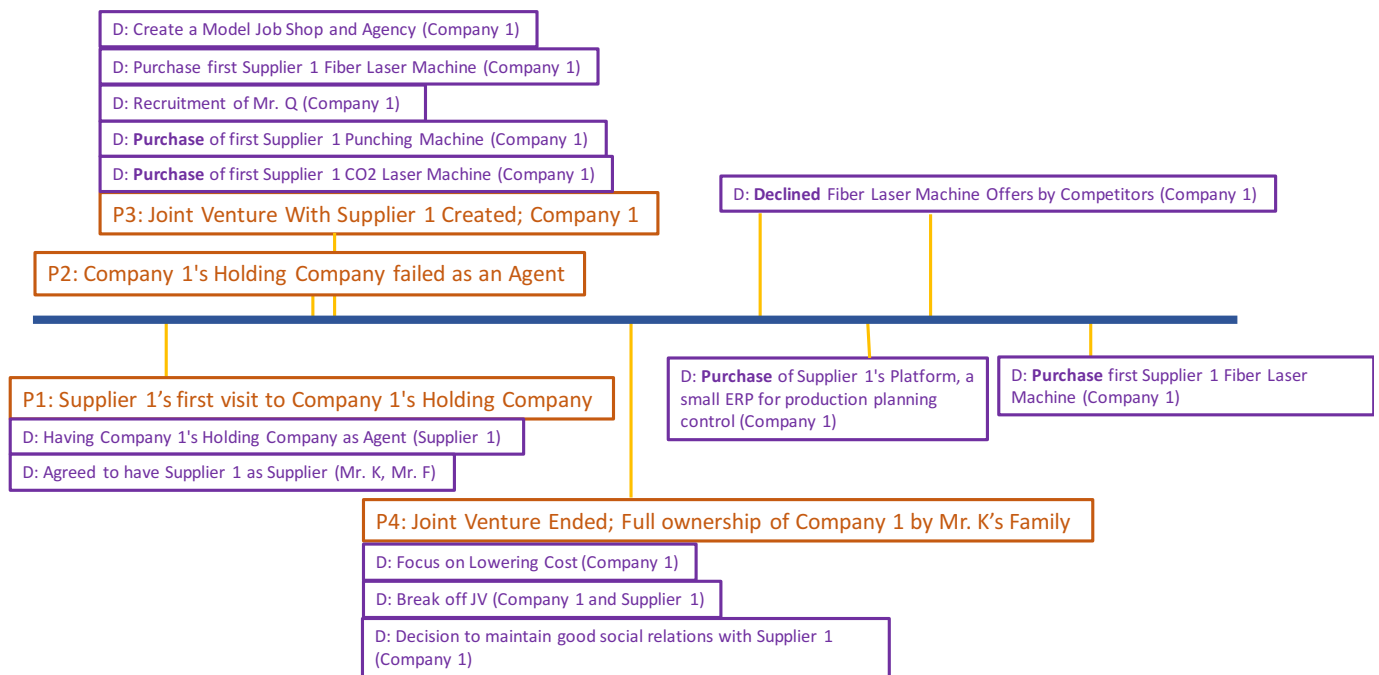 D: Create a Model Job Shop and Agency (Company 1)
D: Purchase first Supplier 1 Fiber Laser Machine (Company 1)
D: Recruitment of Mr. Q (Company 1)
D: Purchase of first Supplier 1 Punching Machine (Company 1)
D: Purchase of first Supplier 1 CO2 Laser Machine (Company 1)
P3: Joint Venture With Supplier 1 Created; Company 1
D: Declined Fiber Laser Machine Offers by Competitors (Company 1)
P2: Company 1's Holding Company failed as an Agent
P1: Supplier 1’s first visit to Company 1's Holding Company
D: Having Company 1's Holding Company as Agent (Supplier 1)
D: Agreed to have Supplier 1 as Supplier (Mr. K, Mr. F)
D: Purchase of Supplier 1's Platform, a
small ERP for production planning
control (Company 1)
D: Purchase first Supplier 1 Fiber Laser
Machine (Company 1)
P4: Joint Venture Ended; Full ownership of Company 1 by Mr. K’s Family
D: Focus on Lowering Cost (Company 1)
D: Break off JV (Company 1 and Supplier 1)
D: Decision to maintain good social relations with Supplier 1
(Company 1)